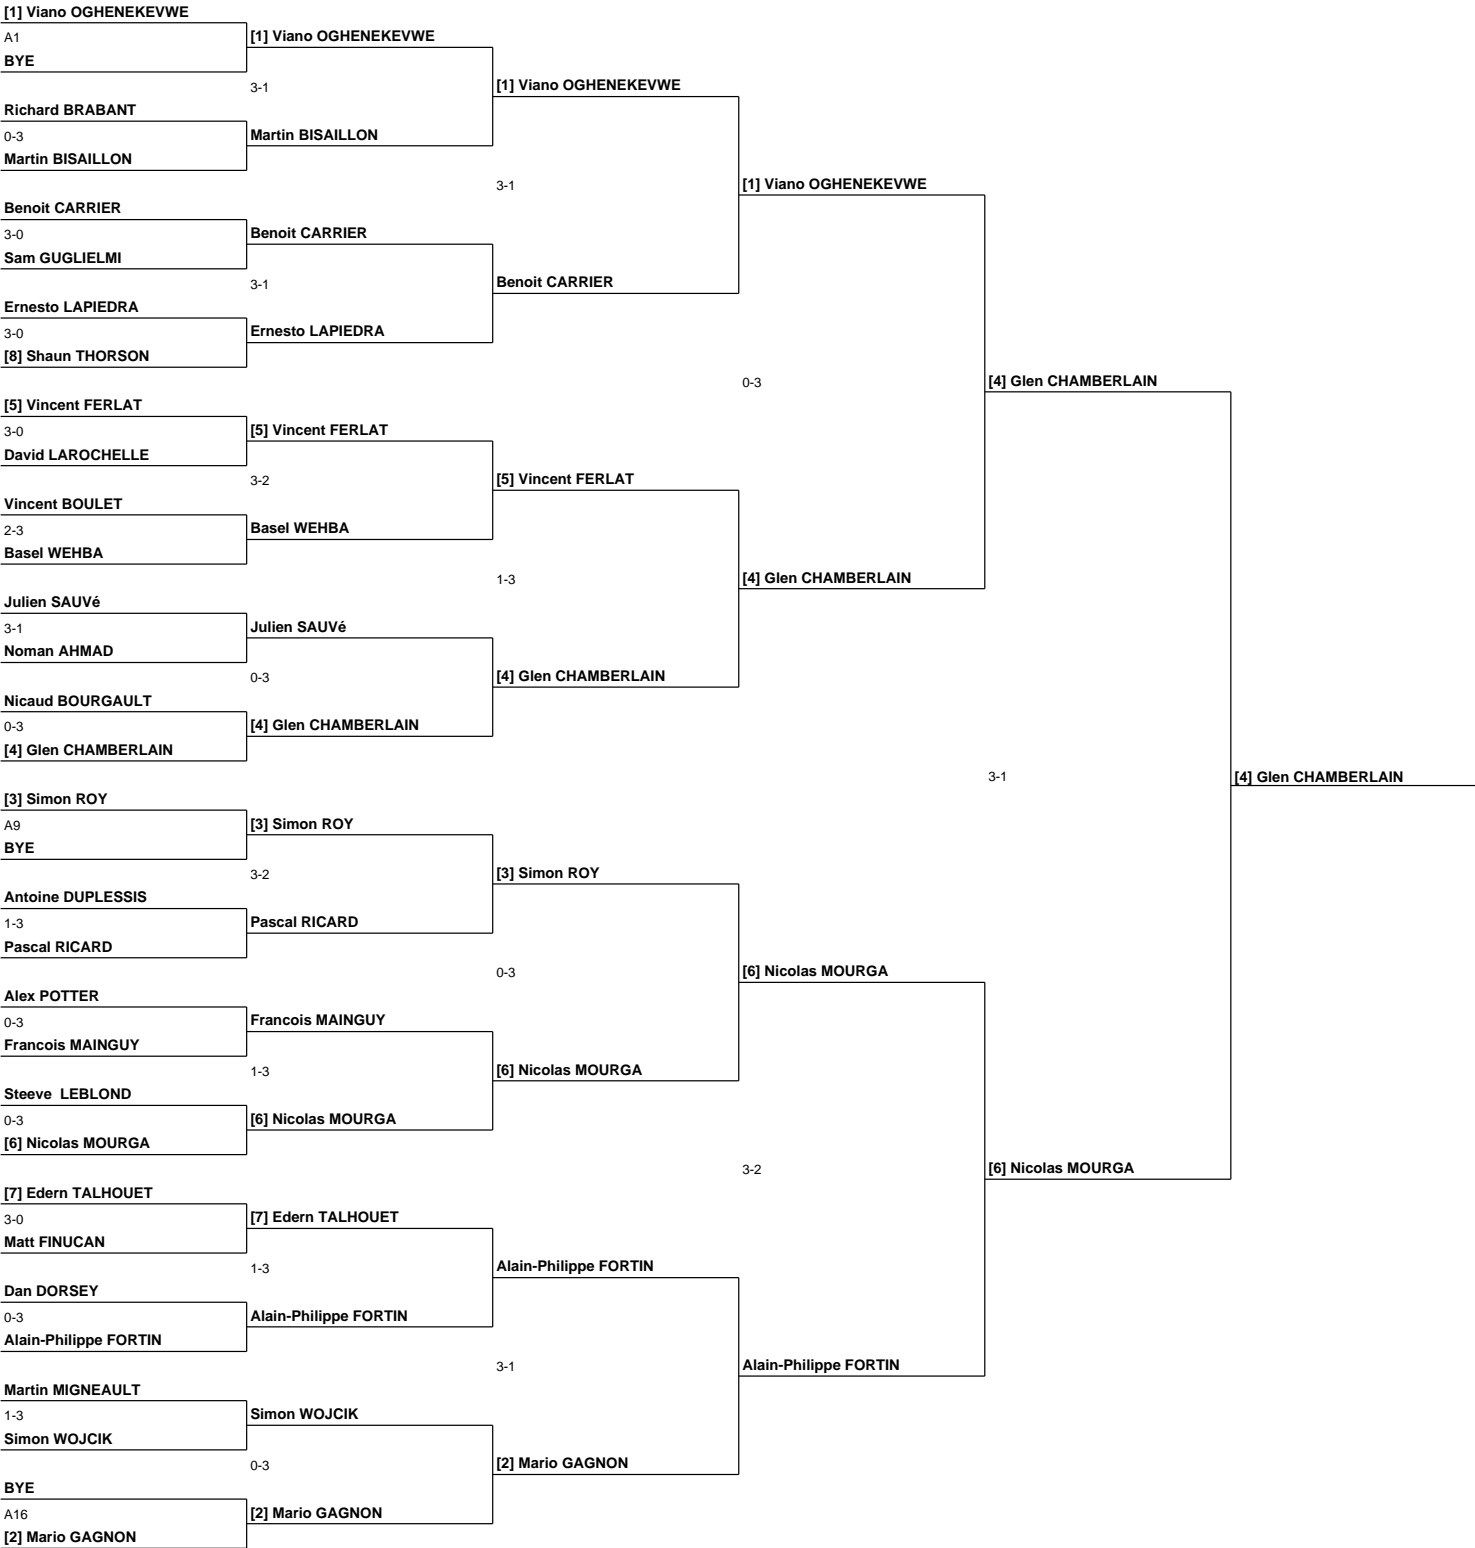 [1] Viano OGHENEKEVWE
A1
BYE
Richard BRABANT
0-3
Martin BISAILLON
Benoit CARRIER
3-0
Sam GUGLIELMI
Ernesto LAPIEDRA
3-0
[8] Shaun THORSON
[5] Vincent FERLAT
3-0
David LAROCHELLE
Vincent BOULET
2-3
Basel WEHBA
Julien SAUVé
3-1
Noman AHMAD
Nicaud BOURGAULT
0-3
[4] Glen CHAMBERLAIN
[3] Simon ROY
A9
BYE
Antoine DUPLESSIS
1-3
Pascal RICARD
Alex POTTER
0-3
Francois MAINGUY
Steeve  LEBLOND
0-3
[6] Nicolas MOURGA
[7] Edern TALHOUET
3-0
Matt FINUCAN
Dan DORSEY
0-3
Alain-Philippe FORTIN
Martin MIGNEAULT
1-3
Simon WOJCIK
BYE
A16
[2] Mario GAGNON
[1] Viano OGHENEKEVWE
3-1
Martin BISAILLON
Benoit CARRIER
3-1
Ernesto LAPIEDRA
[5] Vincent FERLAT
3-2
Basel WEHBA
Julien SAUVé
0-3
[4] Glen CHAMBERLAIN
[3] Simon ROY
3-2
Pascal RICARD
Francois MAINGUY
1-3
[6] Nicolas MOURGA
[7] Edern TALHOUET
1-3
Alain-Philippe FORTIN
Simon WOJCIK
0-3
[2] Mario GAGNON
[1] Viano OGHENEKEVWE
3-1
Benoit CARRIER
[5] Vincent FERLAT
1-3
[4] Glen CHAMBERLAIN
[3] Simon ROY
0-3
[6] Nicolas MOURGA
Alain-Philippe FORTIN
3-1
[2] Mario GAGNON
[1] Viano OGHENEKEVWE
0-3
[4] Glen CHAMBERLAIN
[6] Nicolas MOURGA
3-2
Alain-Philippe FORTIN
[4] Glen CHAMBERLAIN
3-1
[6] Nicolas MOURGA
[4] Glen CHAMBERLAIN